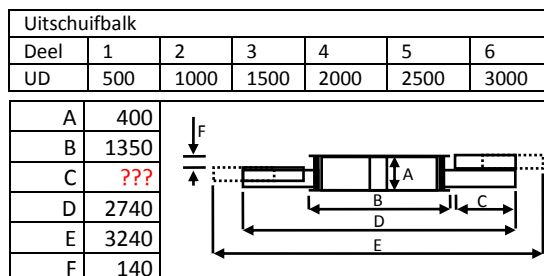 Uitschuifbalk
Deel 1 2 3 4 5 6
UD 500 1000 1500 2000 2500 3000
A 400
B 1350
C ???
D 2740
E 3240
F 140
F
A
B
C
D
E